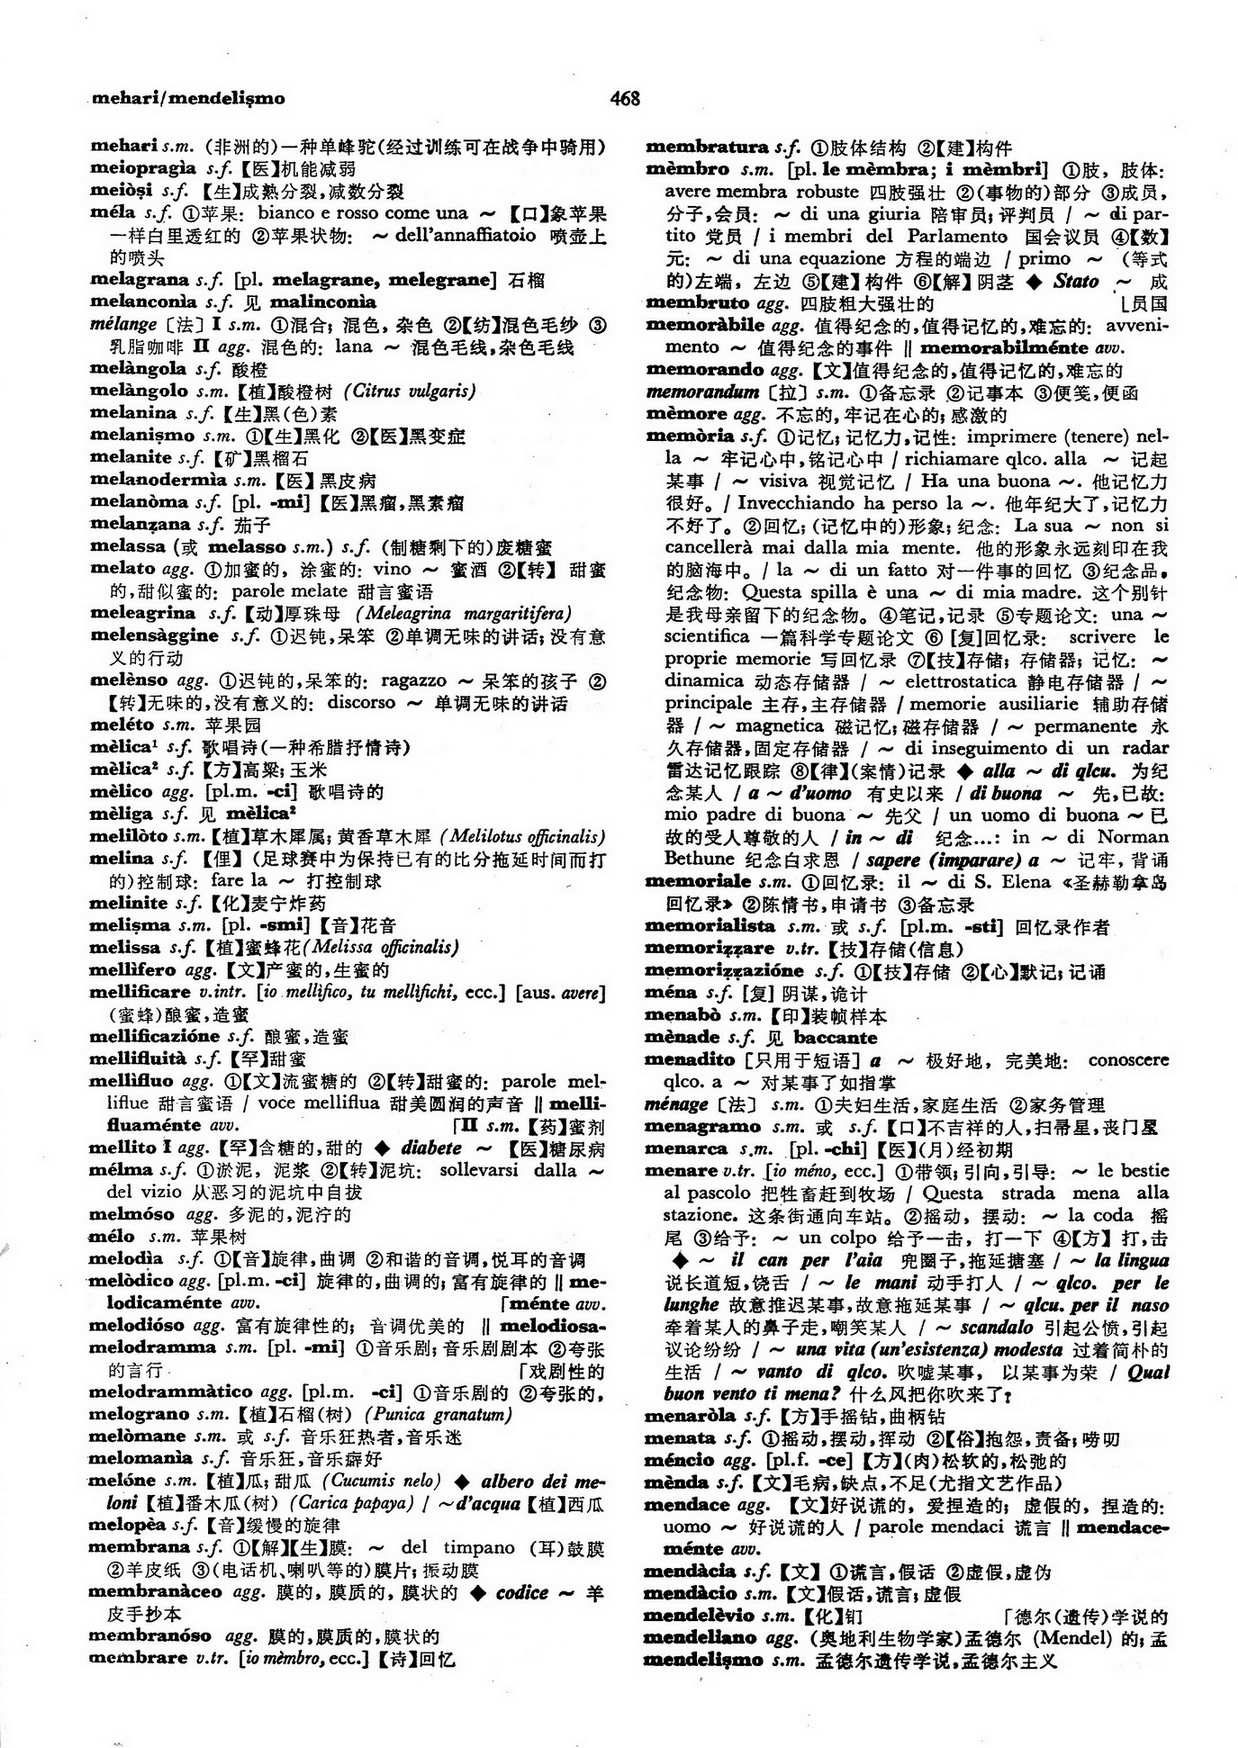 mehari/mendelişmo
468
mehari s.m. (非洲的)一种单峰驼(经过训练可在战争中骑用)
meiopragìa s.f.【医】机能减弱
meiòşi s.f. 【生】成熟分裂,减数分裂
méla s.f. ①苹果: bianco e rosso come una ～ 【口】象苹果
一样白里透红的 ②苹果状物: ～ dell'annaffiatoio 喷壶上
的喷头
melagrana s.f. [pl. melagrane, melegrane] 石榴
melanconìa s.f. 见 malinconìa
mélange〔法〕I s.m. ①混合; 混色, 杂色 ②【纺】混色毛纱 ③
乳脂咖啡 II agg. 混色的: lana ～ 混色毛线,杂色毛线
melàngola s.f. 酸橙
melàngolo s.m.【植】酸橙树 (Citrus vulgaris)
melanina s.f.【生】黑(色)素
melanişmo s.m. ①【生】黑化 ②【医】黑变症
melanite s.f.【矿】黑榴石
melanodermìa s.m.【医】黑皮病
melanòma s.f. [pl. -mi]【医】黑瘤,黑素瘤
melanzana s.f. 茄子
melassa (或 melasso s.m.) s.f. (制糖剩下的)废糖蜜
melato agg. ①加蜜的, 涂蜜的: vino ～ 蜜酒 ②【转】 甜蜜
的,甜似蜜的: parole melate 甜言蜜语
meleagrina s.f.【动】厚珠母 (Meleagrina margaritifera)
melensàggine s.f. ①迟钝,呆笨 ②单调无味的讲话; 没有意
义的行动
melènso agg. ①迟钝的,呆笨的: ragazzo ～ 呆笨的孩子 ②
【转】无味的,没有意义的: discorso ～ 单调无味的讲话
meléto s.m. 苹果园
mèlica¹ s.f. 歌唱诗(一种希腊抒情诗)
mèlica² s.f.【方】高粱; 玉米
mèlico agg. [pl.m. -ci] 歌唱诗的
mèliga s.f. 见 mèlica²
melilòto s.m.【植】草木犀属; 黄香草木犀 (Melilotus officinalis)
melina s.f. 【俚】(足球赛中为保持已有的比分拖延时间而打
的)控制球: fare la ～ 打控制球
melinite s.f.【化】麦宁炸药
melişma s.m. [pl. -smi]【音】花音
melissa s.f.【植】蜜蜂花(Melissa officinalis)
mellìfero agg.【文】产蜜的,生蜜的
mellificare v.intr. [io mellìfico, tu mellìfichi, ecc.] [aus. avere]
(蜜蜂)酿蜜,造蜜
mellificazióne s.f. 酿蜜,造蜜
mellifluità s.f.【罕】甜蜜
mellìfluo agg. ①【文】流蜜糖的 ②【转】甜蜜的: parole mel-
liflue 甜言蜜语 / voce melliflua 甜美圆润的声音 ‖ melli-
fluaménte avv. 「II s.m.【药】蜜剂
mellito I agg.【罕】含糖的,甜的 ◆ diabete ～ 【医】糖尿病
mélma s.f. ①淤泥, 泥浆 ②【转】泥坑: sollevarsi dalla ～
del vizio 从恶习的泥坑中自拔
melmóso agg. 多泥的,泥泞的
mélo s.m. 苹果树
melodìa s.f. ①【音】旋律,曲调 ②和谐的音调,悦耳的音调
melòdico agg. [pl.m. -ci] 旋律的,曲调的; 富有旋律的 ‖ me-
lodicaménte avv. 「ménte avv.
melodióso agg. 富有旋律性的; 音调优美的 ‖ melodiosa-
melodramma s.m. [pl. -mi] ①音乐剧; 音乐剧剧本 ②夸张
的言行 「戏剧性的
melodrammàtico agg. [pl.m. -ci] ①音乐剧的 ②夸张的,
melograno s.m.【植】石榴(树) (Punica granatum)
melòmane s.m. 或 s.f. 音乐狂热者,音乐迷
melomanìa s.f. 音乐狂,音乐癖好
melóne s.m.【植】瓜; 甜瓜 (Cucumis nelo) ◆ albero dei me-
loni【植】番木瓜(树) (Carica papaya) / ～ d'acqua【植】西瓜
melopèa s.f.【音】缓慢的旋律
membrana s.f. ①【解】【生】膜: ～ del timpano (耳)鼓膜
②羊皮纸 ③(电话机、喇叭等的)膜片; 振动膜
membranàceo agg. 膜的, 膜质的, 膜状的 ◆ codice ～ 羊
皮手抄本
membranóso agg. 膜的,膜质的,膜状的
membrare v.tr. [io mèmbro, ecc.]【诗】回忆
membratura s.f. ①肢体结构 ②【建】构件
mèmbro s.m. [pl. le mèmbra; i mèmbri] ①肢, 肢体:
avere membra robuste 四肢强壮 ②(事物的)部分 ③成员,
分子,会员: ～ di una giuria 陪审员; 评判员 / ～ di par-
tito 党员 / i membri del Parlamento 国会议员 ④【数】
元: ～ di una equazione 方程的端边 / primo ～ (等式
的)左端, 左边 ⑤【建】构件 ⑥【解】阴茎 ◆ Stato ～ 成
membruto agg. 四肢粗大强壮的 ⌊员国
memoràbile agg. 值得纪念的,值得记忆的,难忘的: avveni-
mento ～ 值得纪念的事件 ‖ memorabilménte avv.
memorando agg.【文】值得纪念的,值得记忆的,难忘的
memorandum〔拉〕s.m. ①备忘录 ②记事本 ③便笺,便函
mèmore agg. 不忘的, 牢记在心的; 感激的
memòria s.f. ①记忆; 记忆力,记性: imprimere (tenere) nel-
la ～ 牢记心中,铭记心中 / richiamare qlco. alla ～ 记起
某事 / ～ visiva 视觉记忆 / Ha una buona ～. 他记忆力
很好。/ Invecchiando ha perso la ～. 他年纪大了,记忆力
不好了。②回忆; (记忆中的)形象; 纪念: La sua ～ non si
cancellerà mai dalla mia mente. 他的形象永远刻印在我
的脑海中。/ la ～ di un fatto 对一件事的回忆 ③纪念品,
纪念物: Questa spilla è una ～ di mia madre. 这个别针
是我母亲留下的纪念物。④笔记,记录 ⑤专题论文: una ～
scientifica 一篇科学专题论文 ⑥ [复]回忆录: scrivere le
proprie memorie 写回忆录 ⑦【技】存储; 存储器; 记忆: ～
dinamica 动态存储器 / ～ elettrostatica 静电存储器 / ～
principale 主存,主存储器 / memorie ausiliarie 辅助存储
器 / ～ magnetica 磁记忆; 磁存储器 / ～ permanente 永
久存储器,固定存储器 / ～ di inseguimento di un radar
雷达记忆跟踪 ⑧【律】(案情)记录 ◆ alla ～ di qlcu. 为纪
念某人 / a ～ d'uomo 有史以来 / di buona ～ 先,已故:
mio padre di buona ～ 先父 / un uomo di buona ～ 已
故的受人尊敬的人 / in ～ di 纪念…: in ～ di Norman
Bethune 纪念白求恩 / sapere (imparare) a ～ 记牢, 背诵
memoriale s.m. ①回忆录: il ～ di S. Elena 《圣赫勒拿岛
回忆录》 ②陈情书,申请书 ③备忘录
memorialista s.m. 或 s.f. [pl.m. -sti] 回忆录作者
memorizzare v.tr.【技】存储(信息)
memorizzazióne s.f. ①【技】存储 ②【心】默记; 记诵
ména s.f. [复] 阴谋,诡计
menabò s.m.【印】装帧样本
mènade s.f. 见 baccante
menadito [只用于短语] a ～ 极好地, 完美地: conoscere
qlco. a ～ 对某事了如指掌
ménage〔法〕 s.m. ①夫妇生活,家庭生活 ②家务管理
menagramo s.m. 或 s.f.【口】不吉祥的人,扫帚星,丧门星
menarca s.m. [pl. -chi]【医】(月)经初期
menare v.tr. [io méno, ecc.] ①带领; 引向,引导: ～ le bestie
al pascolo 把牲畜赶到牧场 / Questa strada mena alla
stazione. 这条街通向车站。②摇动, 摆动: ～ la coda 摇
尾 ③给予: ～ un colpo 给予一击, 打一下 ④【方】打,击
◆ ～ il can per l'aia 兜圈子,拖延搪塞 / ～ la lingua
说长道短,饶舌 / ～ le mani 动手打人 / ～ qlco. per le
lunghe 故意推迟某事,故意拖延某事 / ～ qlcu. per il naso
牵着某人的鼻子走,嘲笑某人 / ～ scandalo 引起公愤,引起
议论纷纷 / ～ una vita (un'esistenza) modesta 过着简朴的
生活 / ～ vanto di qlco. 吹嘘某事, 以某事为荣 / Qual
buon vento ti mena? 什么风把你吹来了?
menaròla s.f.【方】手摇钻,曲柄钻
menata s.f. ①摇动,摆动,挥动 ②【俗】抱怨,责备; 唠叨
méncio agg. [pl.f. -ce]【方】(肉)松软的,松弛的
mènda s.f.【文】毛病,缺点,不足(尤指文艺作品)
mendace agg. 【文】好说谎的, 爱捏造的; 虚假的, 捏造的:
uomo ～ 好说谎的人 / parole mendaci 谎言 ‖ mendace-
ménte avv.
mendàcia s.f.【文】①谎言,假话 ②虚假,虚伪
mendàcio s.m.【文】假话,谎言; 虚假
mendelèvio s.m.【化】钔 「德尔(遗传)学说的
mendeliano agg. (奥地利生物学家)孟德尔 (Mendel) 的; 孟
mendelişmo s.m. 孟德尔遗传学说,孟德尔主义